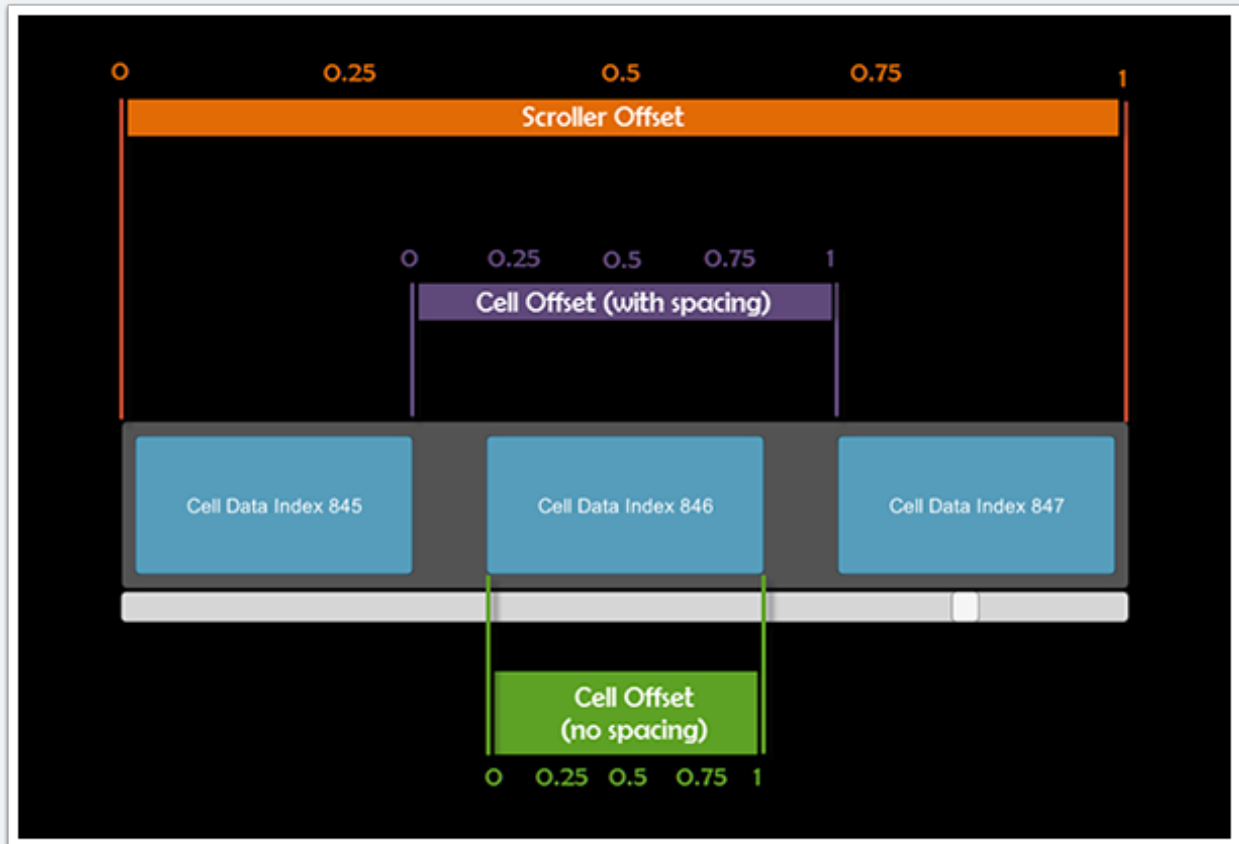 0 0.25 0.5 0.75 1
Scroller Offset
0 0.25 0.5 0.75 1
Cell Offset (with spacing)
Cell Data Index 845 Cell Data Index 846 Cell Data Index 847
Cell Offset
(no spacing)
0 0.25 0.5 0.75 1